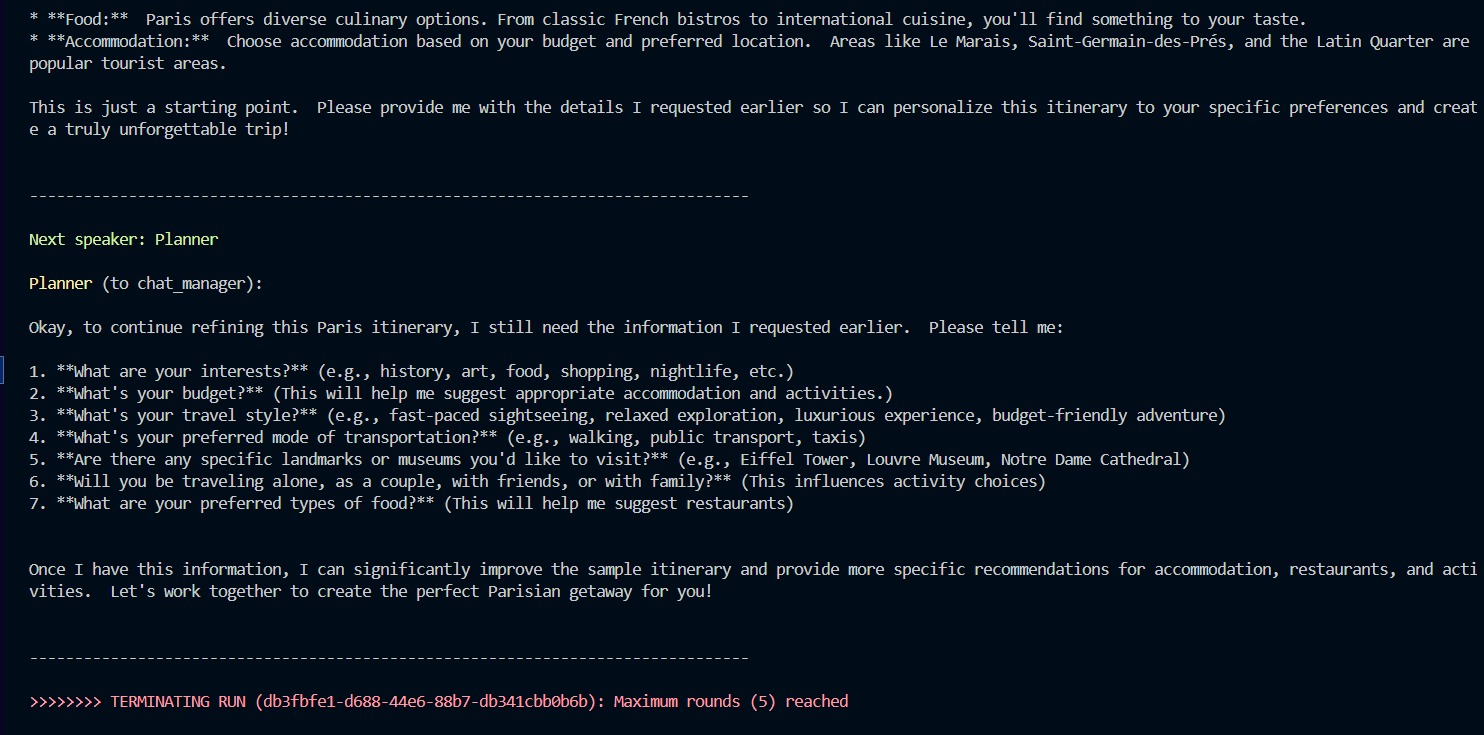 * **Food:**  Paris offers diverse culinary options. From classic French bistros to international cuisine, you'll find something to your taste.
* **Accommodation:**  Choose accommodation based on your budget and preferred location.  Areas like Le Marais, Saint-Germain-des-Prés, and the Latin Quarter are
popular tourist areas.
This is just a starting point.  Please provide me with the details I requested earlier so I can personalize this itinerary to your specific preferences and creat
e a truly unforgettable trip!
--------------------------------------------------------------------------------
Next speaker: Planner
Planner (to chat_manager):
Okay, to continue refining this Paris itinerary, I still need the information I requested earlier.  Please tell me:
1. **What are your interests?** (e.g., history, art, food, shopping, nightlife, etc.)
2. **What's your budget?** (This will help me suggest appropriate accommodation and activities.)
3. **What's your travel style?** (e.g., fast-paced sightseeing, relaxed exploration, luxurious experience, budget-friendly adventure)
4. **What's your preferred mode of transportation?** (e.g., walking, public transport, taxis)
5. **Are there any specific landmarks or museums you'd like to visit?** (e.g., Eiffel Tower, Louvre Museum, Notre Dame Cathedral)
6. **Will you be traveling alone, as a couple, with friends, or with family?** (This influences activity choices)
7. **What are your preferred types of food?** (This will help me suggest restaurants)
Once I have this information, I can significantly improve the sample itinerary and provide more specific recommendations for accommodation, restaurants, and acti
vities.  Let's work together to create the perfect Parisian getaway for you!
--------------------------------------------------------------------------------
>>>>>>>> TERMINATING RUN (db3fbfe1-d688-44e6-88b7-db341cbb0b6b): Maximum rounds (5) reached